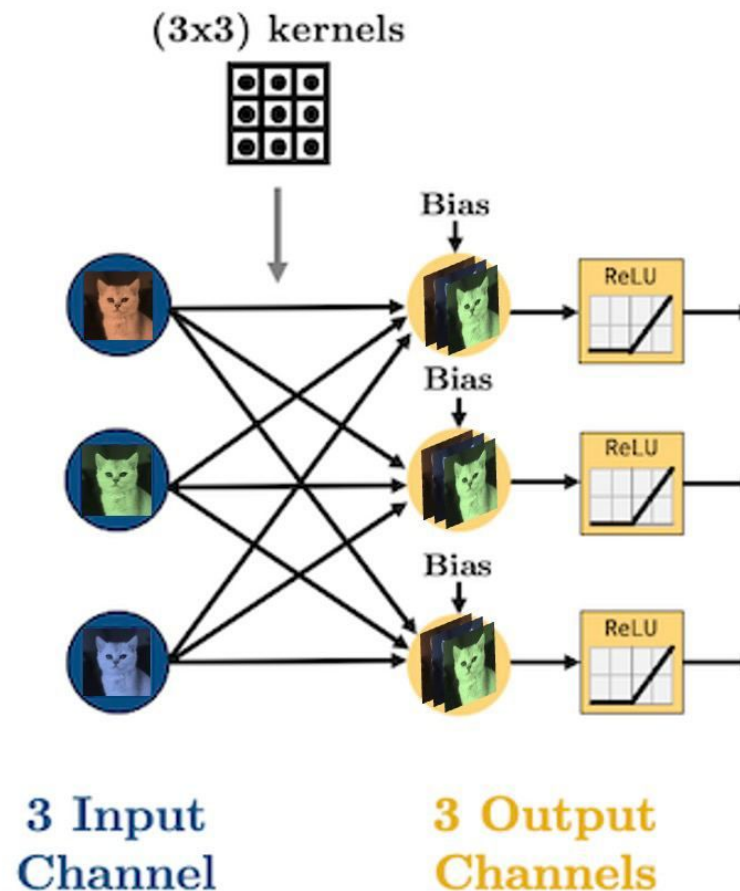 (3x3) kernels
Bias
ReLU
Bias
ReLU
Bias
ReLU
3 Input
Channel
3 Output
Channels